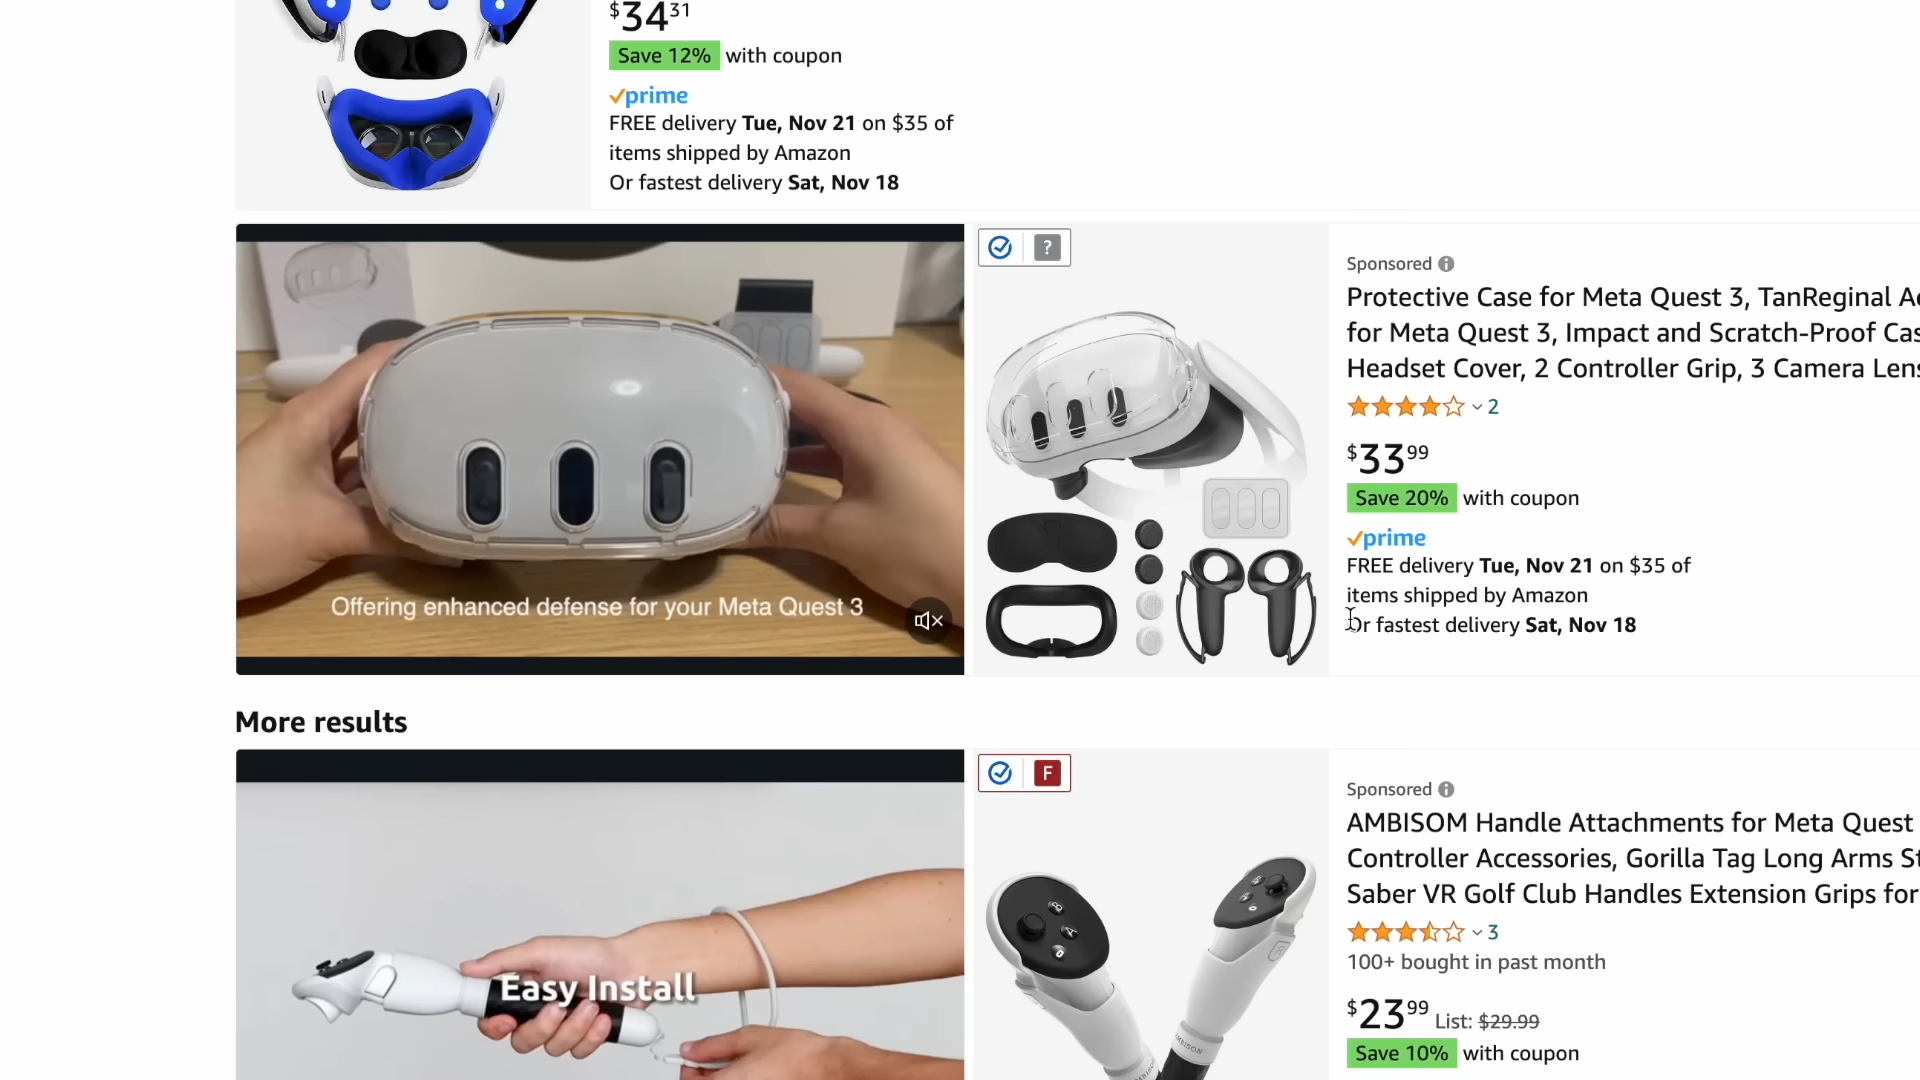 $34 31
Save 12% with coupon
prime
FREE delivery Tue, Nov 21 on $35 of
items shipped by Amazon
Or fastest delivery Sat, Nov 18
Offering enhanced defense for your Meta Quest 3
?
Sponsored
Protective Case for Meta Quest 3, TanReginal
for Meta Quest 3, Impact and Scratch-Proof
Headset Cover, 2 Controller Grip, 3 Camera
2
$33 99
Save 20% with coupon
prime
FREE delivery Tue, Nov 21 on $35 of
items shipped by Amazon
Or fastest delivery Sat, Nov 18
More results
Easy Install
F
B
A
AMBISOM
Sponsored
AMBISOM Handle Attachments for Meta Quest
Controller Accessories, Gorilla Tag Long Arms
Saber VR Golf Club Handles Extension Grips for
3
100+ bought in past month
$23 99 List: $29.99
Save 10% with coupon